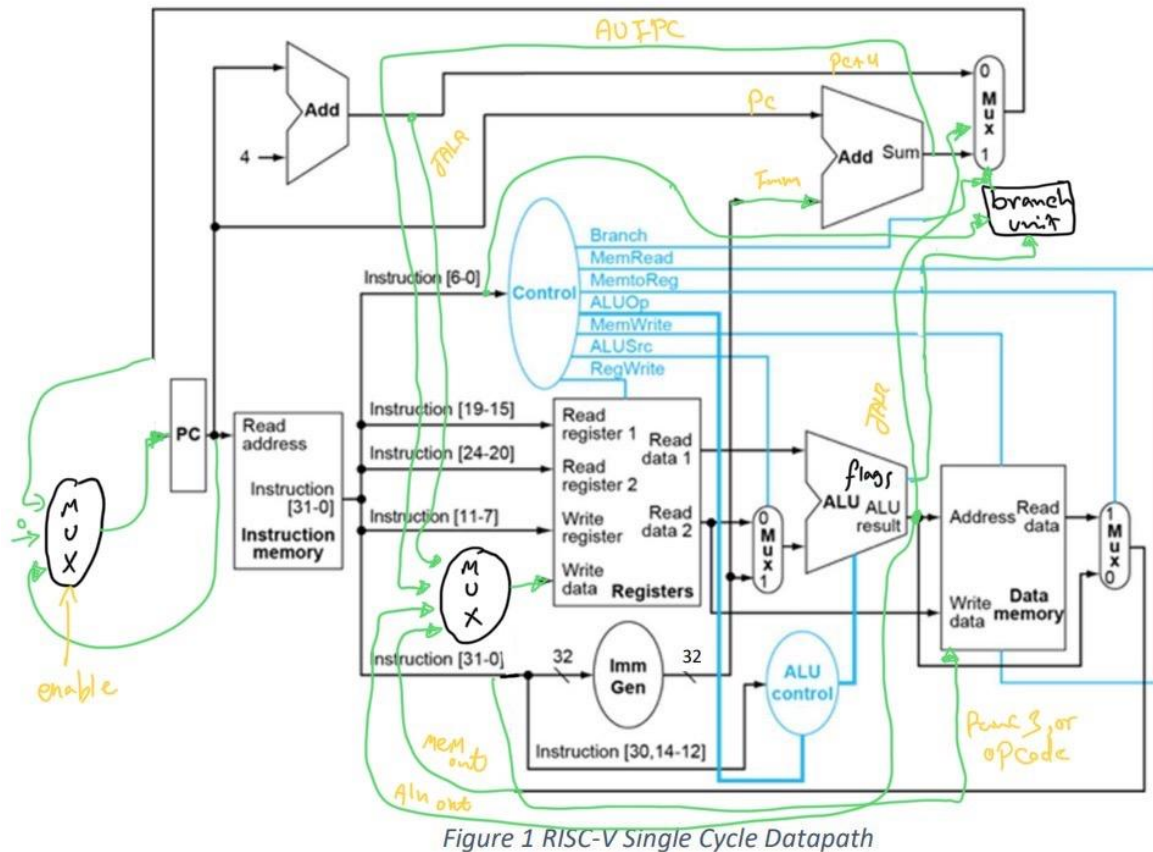 AUIPC
PC+4
0
M
u
x
1
Add
4
JALR
PC
Add Sum
Imm
branch
unit
Branch
MemRead
MemtoReg
ALUOp
MemWrite
ALUSrc
RegWrite
Control
Instruction [6-0]
PC
Read
address
Instruction
[31-0]
Instruction
memory
Instruction [19-15]
Instruction [24-20]
Instruction [11-7]
Read
register 1
Read
register 2
Write
register
Write
data
Read
data 1
Read
data 2
Registers
0
M
u
x
1
JALR
flags
ALU
ALU
result
Address
Read
data
Write
data
Data
memory
1
M
u
x
0
M
U
X
enable
M
U
X
Instruction [31-0]
32
Imm
Gen
32
ALU
control
Instruction [30,14-12]
Mem
out
Alu out
3, or
opcode
Figure 1 RISC-V Single Cycle Datapath